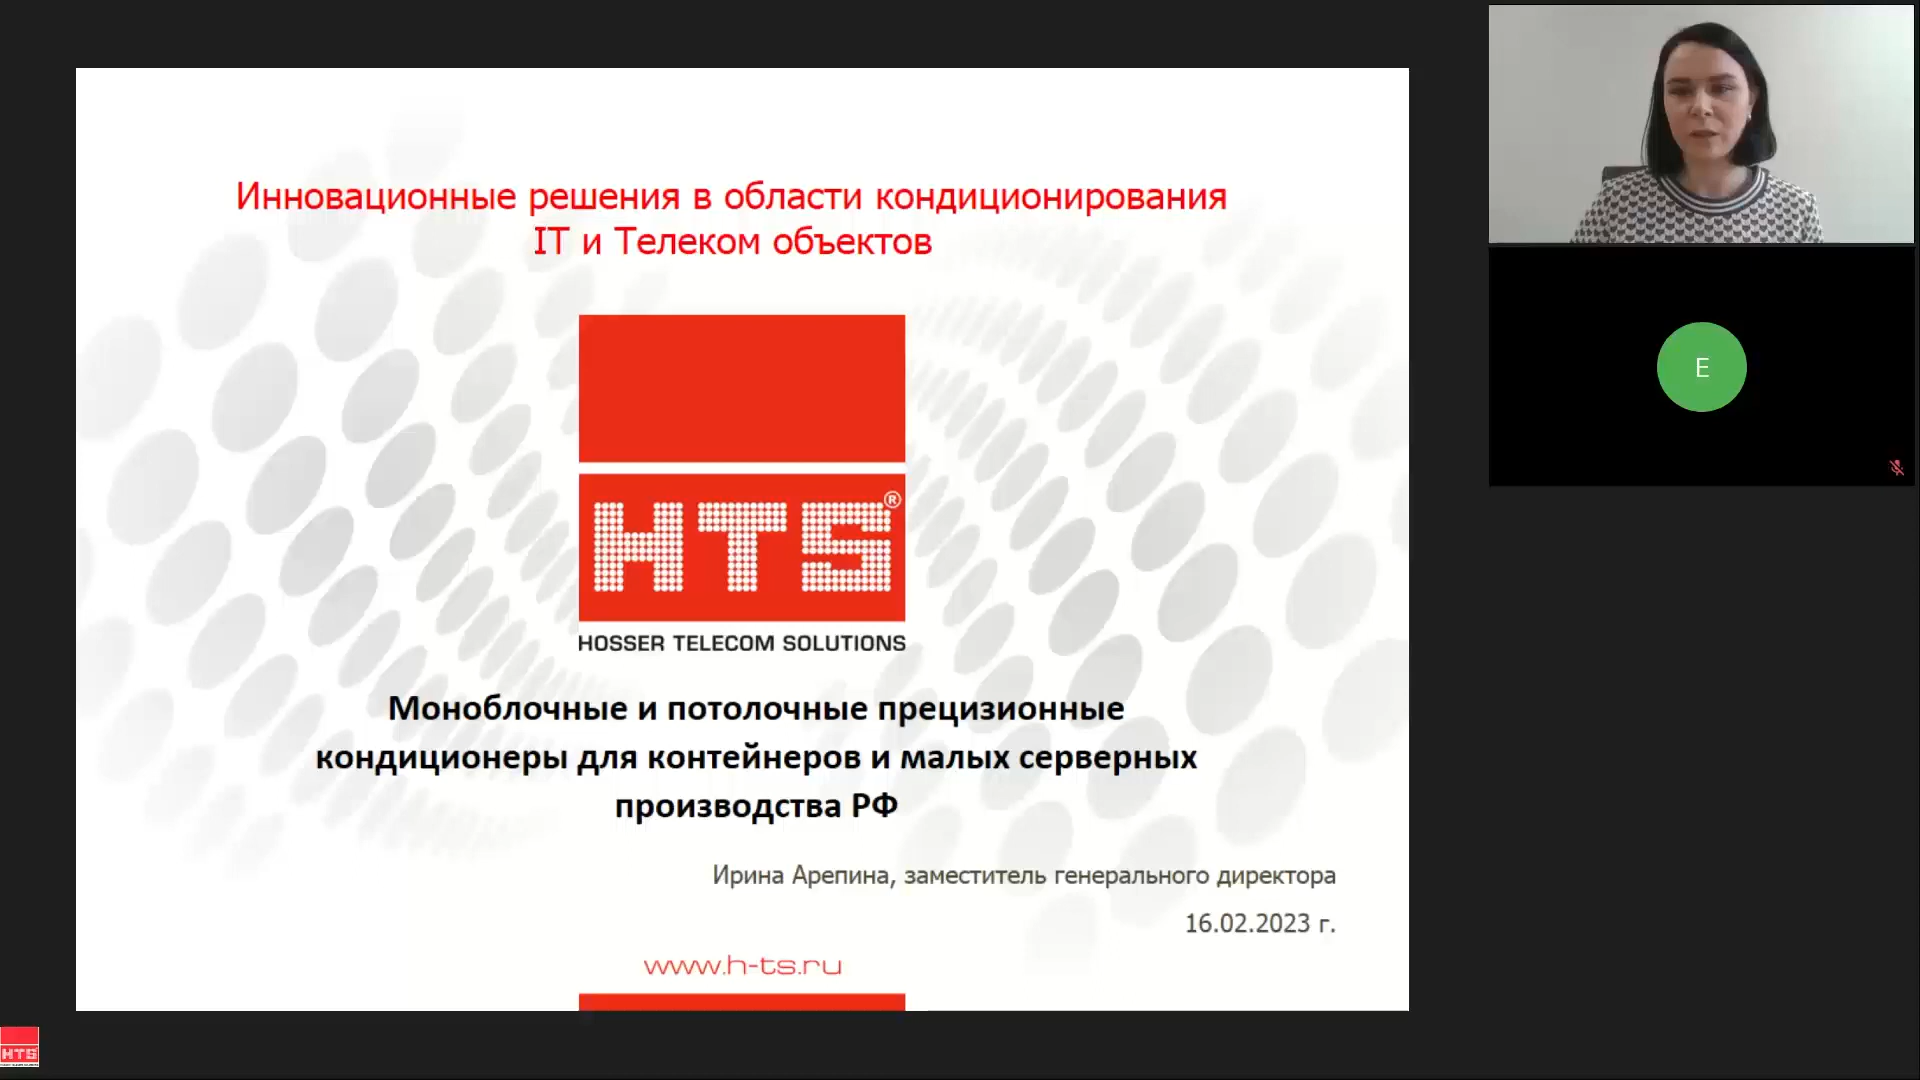 Инновационные решения в области кондиционирования
IT и Телеком объектов
HTS®
HOSSER TELECOM SOLUTIONS
Моноблочные и потолочные прецизионные
кондиционеры для контейнеров и малых серверных
производства РФ
Ирина Арепина, заместитель генерального директора
16.02.2023 г.
www.h-ts.ru
E
HTS